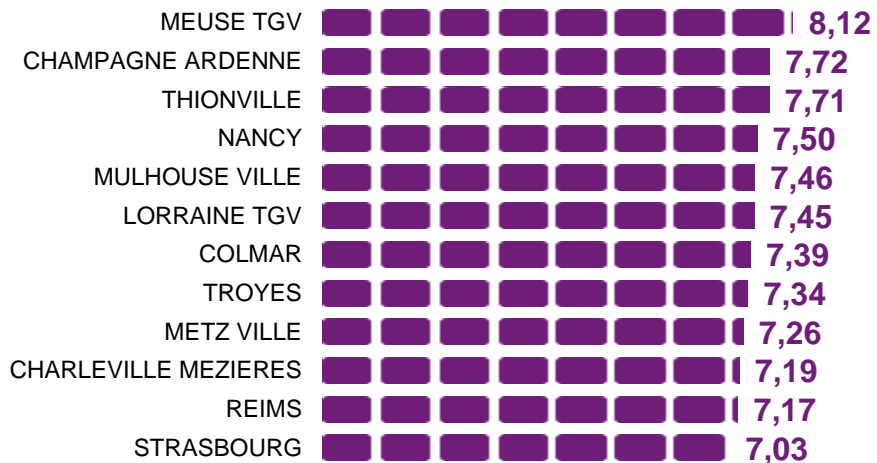 MEUSE TGV 8,12
CHAMPAGNE ARDENNE 7,72
THIONVILLE 7,71
NANCY 7,50
MULHOUSE VILLE 7,46
LORRAINE TGV 7,45
COLMAR 7,39
TROYES 7,34
METZ VILLE 7,26
CHARLEVILLE MEZIERES 7,19
REIMS 7,17
STRASBOURG 7,03